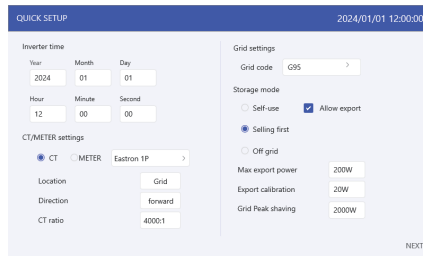 QUICK SETUP
2024/01/01 12:00:00
Inverter time
Year Month Day
2024 01 01
Hour Minute Second
12 00 00
CT/METER settings
CT METER Eastron 1P >
Location Grid
Direction forward
CT ratio 4000:1
Grid settings
Grid code G95 >
Storage mode
Self-use Allow export
Selling first
Off grid
Max export power 200W
Export calibration 20W
Grid Peak shaving 2000W
NEXT